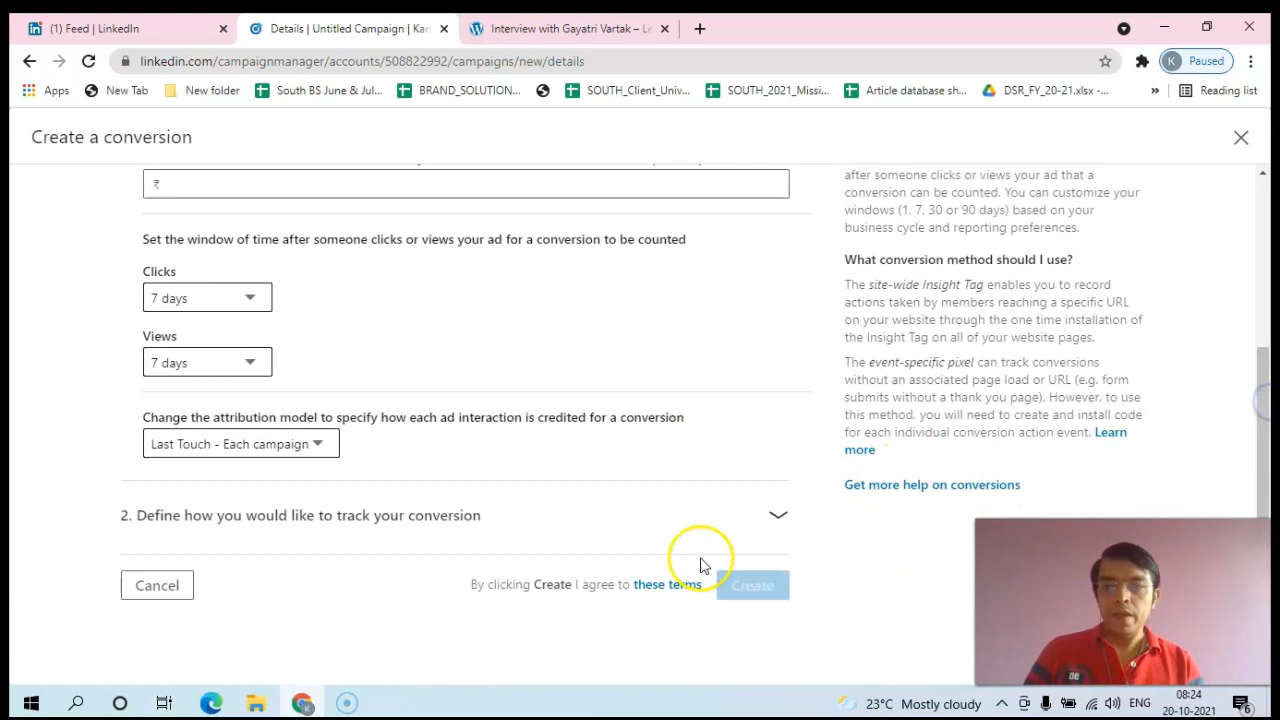 (1) Feed | LinkedIn
Details | Untitled Campaign | Kan
Interview with Gayatri Vartak – Le
linkedin.com/campaignmanager/accounts/508822992/campaigns/new/details
K Paused
Apps
New Tab
New folder
South BS June & Jul...
BRAND_SOLUTION...
SOUTH_Client_Univ...
SOUTH_2021_Missi...
Article database sh...
DSR_FY_20-21.xlsx -...
»
Reading list
Create a conversion
₹
Set the window of time after someone clicks or views your ad for a conversion to be counted
Clicks
7 days
Views
7 days
Change the attribution model to specify how each ad interaction is credited for a conversion
Last Touch - Each campaign
2. Define how you would like to track your conversion
Cancel
By clicking Create I agree to these terms
Create
after someone clicks or views your ad that a
conversion can be counted. You can customize your
windows (1, 7, 30 or 90 days) based on your
business cycle and reporting preferences.
What conversion method should I use?
The site-wide Insight Tag enables you to record
actions taken by members reaching a specific URL
on your website through the one time installation of
the Insight Tag on all of your website pages.
The event-specific pixel can track conversions
without an associated page load or URL (e.g. form
submits without a thank you page). However, to use
this method, you will need to create and install code
for each individual conversion action event. Learn
more
Get more help on conversions
23°C Mostly cloudy
ENG
08:24
20-10-2021
6